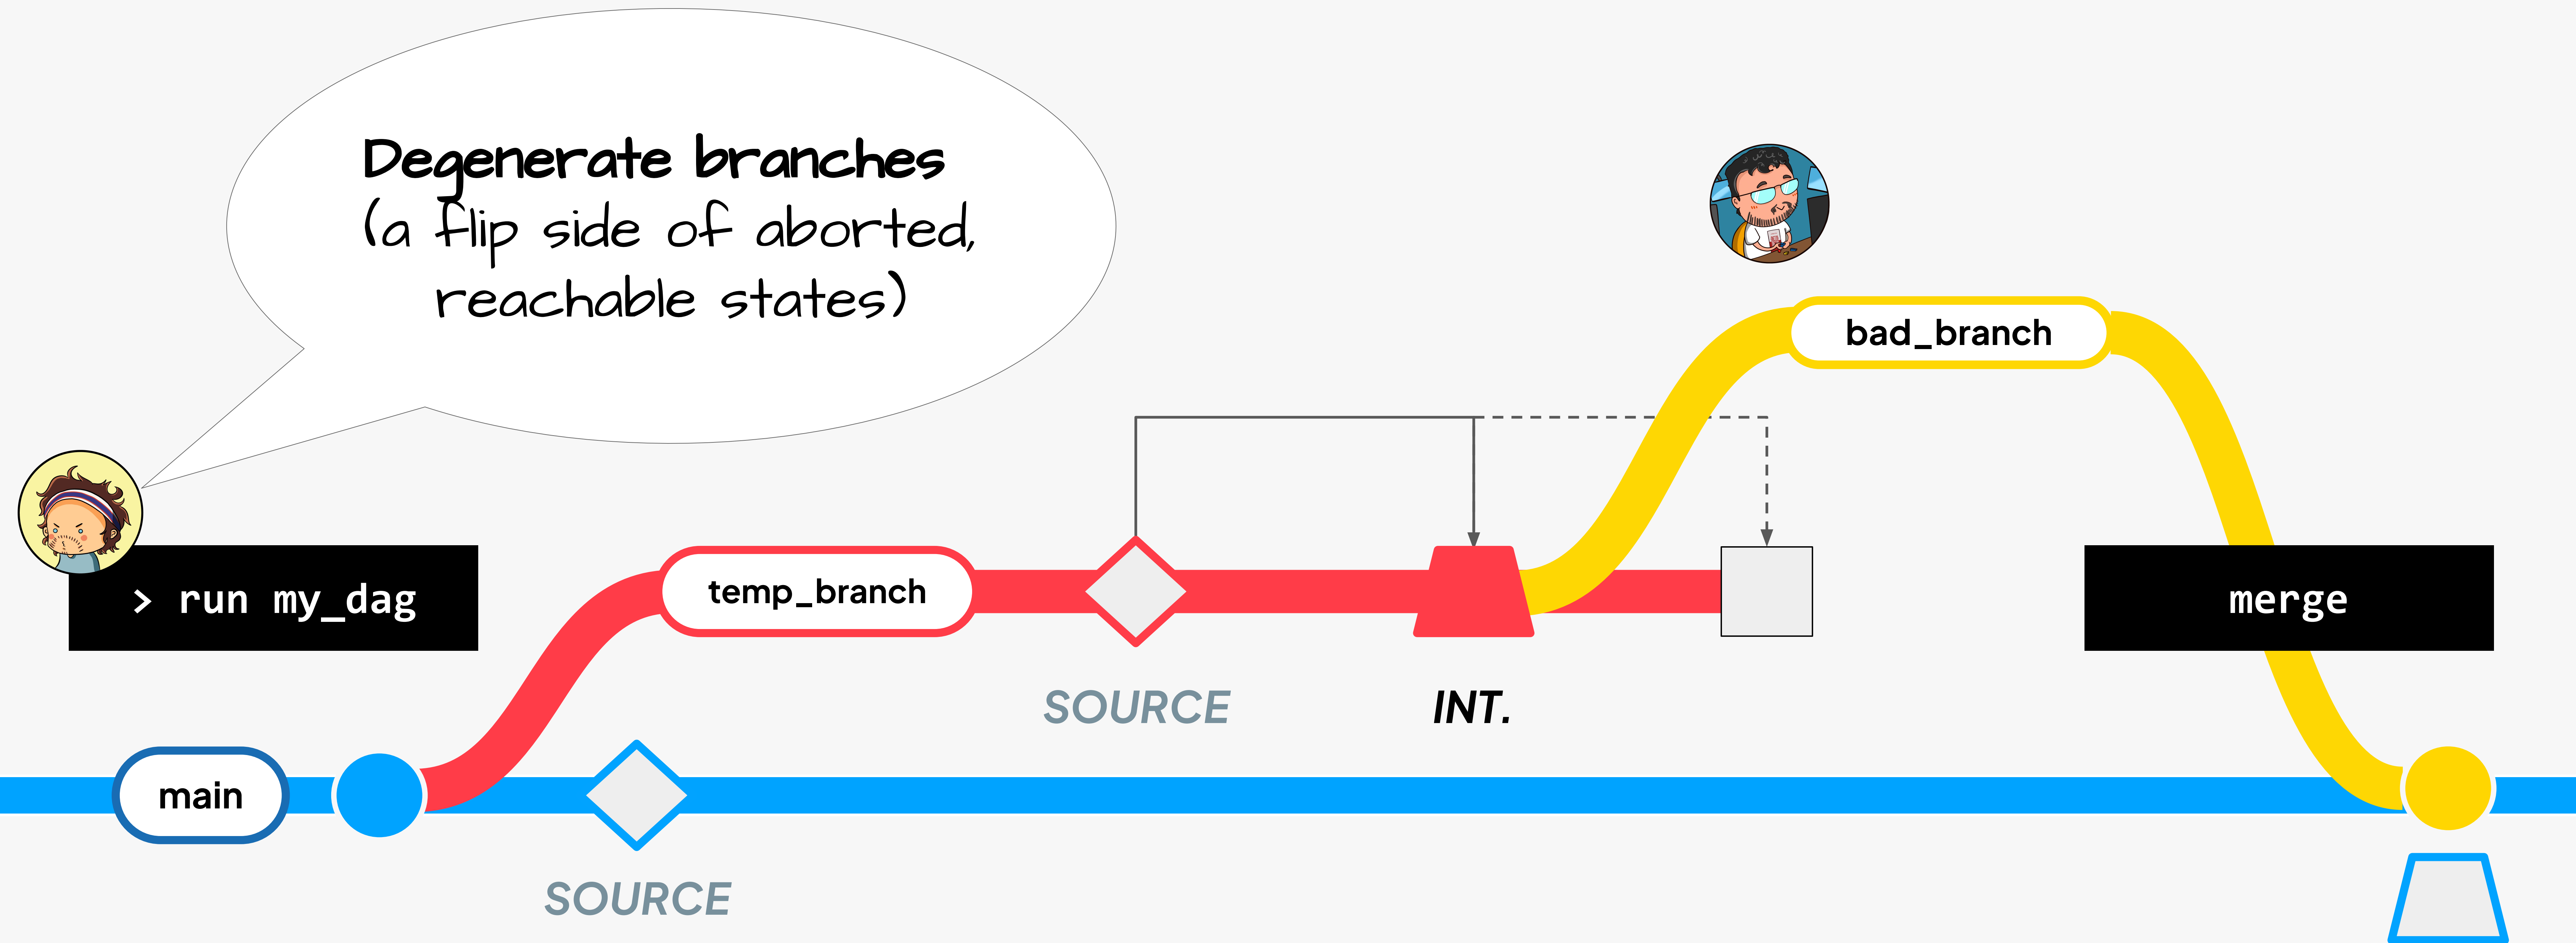 Degenerate branches
(a flip side of aborted,
reachable states)
bad_branch
> run my_dag
temp_branch
merge
SOURCE
INT.
main
SOURCE